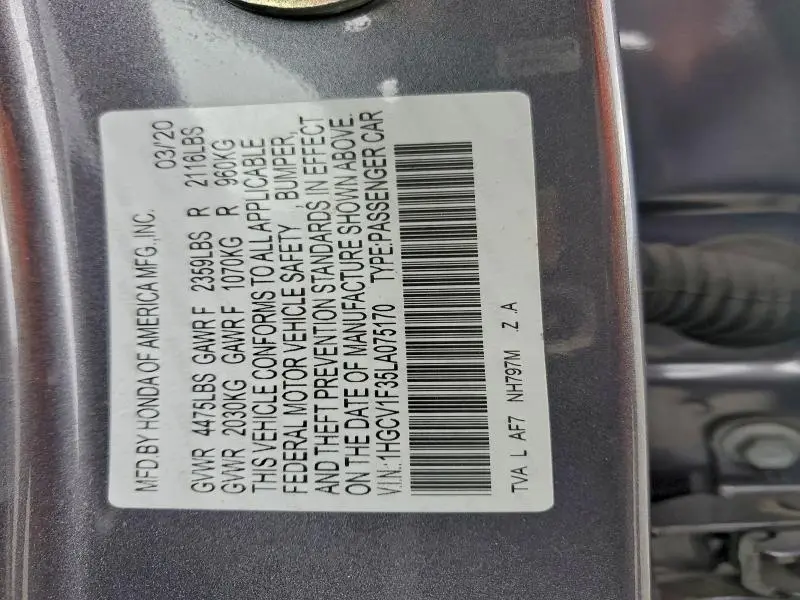 MFD.BY HONDA OF AMERICA MFG.,INC. 03/'20
GVWR 4475LBS GAWR F 2359LBS R 2116LBS
GVWR 2030KG GAWR F 1070KG R 960KG
THIS VEHICLE CONFORMS TO ALL APPLICABLE
FEDERAL MOTOR VEHICLE SAFETY , BUMPER,
AND THEFT PREVENTION STANDARDS IN EFFECT
ON THE DATE OF MANUFACTURE SHOWN ABOVE.
V.I.N.: 1HGCV1F35LA075170 TYPE:PASSENGER CAR
TVA L AF7 NH797M Z .A